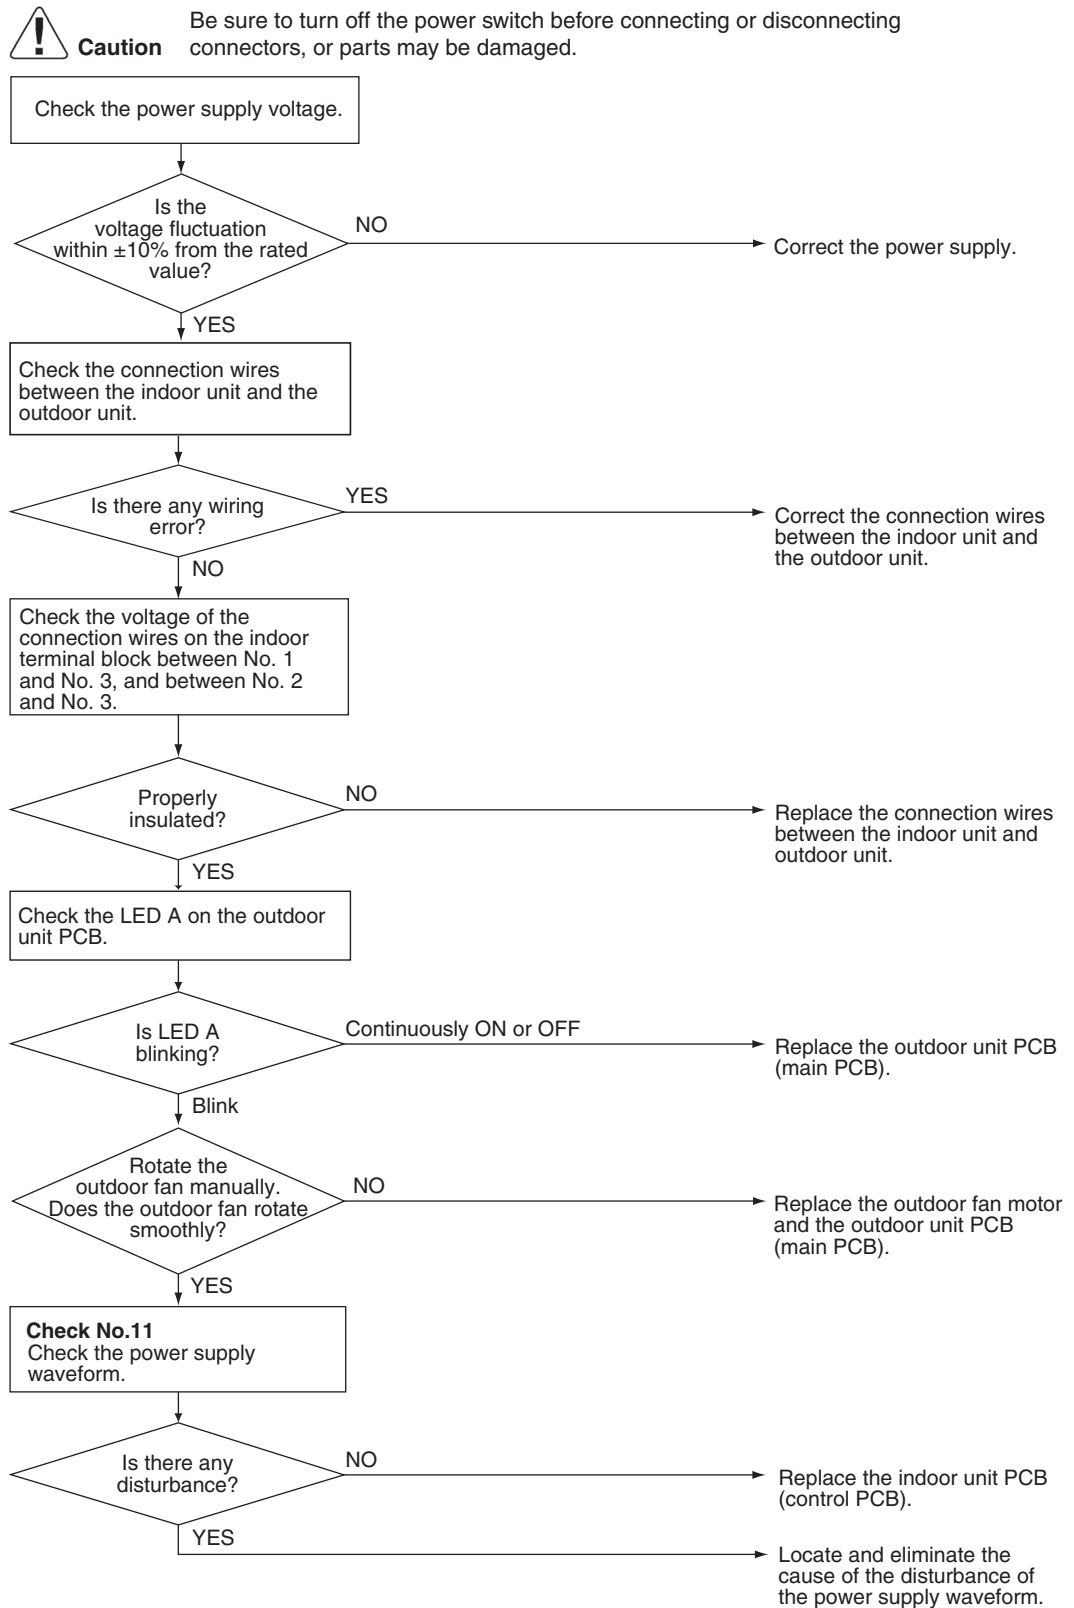 Be sure to turn off the power switch before connecting or disconnecting
Caution connectors, or parts may be damaged.
Check the power supply voltage.
Is the
voltage fluctuation
within ±10% from the rated
value?
NO
Correct the power supply.
YES
Check the connection wires
between the indoor unit and the
outdoor unit.
Is there any wiring
error?
YES
Correct the connection wires
between the indoor unit and
the outdoor unit.
NO
Check the voltage of the
connection wires on the indoor
terminal block between No. 1
and No. 3, and between No. 2
and No. 3.
Properly
insulated?
NO
Replace the connection wires
between the indoor unit and
outdoor unit.
YES
Check the LED A on the outdoor
unit PCB.
Is LED A
blinking?
Continuously ON or OFF
Replace the outdoor unit PCB
(main PCB).
Blink
Rotate the
outdoor fan manually.
Does the outdoor fan rotate
smoothly?
NO
Replace the outdoor fan motor
and the outdoor unit PCB
(main PCB).
YES
Check No.11
Check the power supply
waveform.
Is there any
disturbance?
NO
Replace the indoor unit PCB
(control PCB).
YES
Locate and eliminate the
cause of the disturbance of
the power supply waveform.